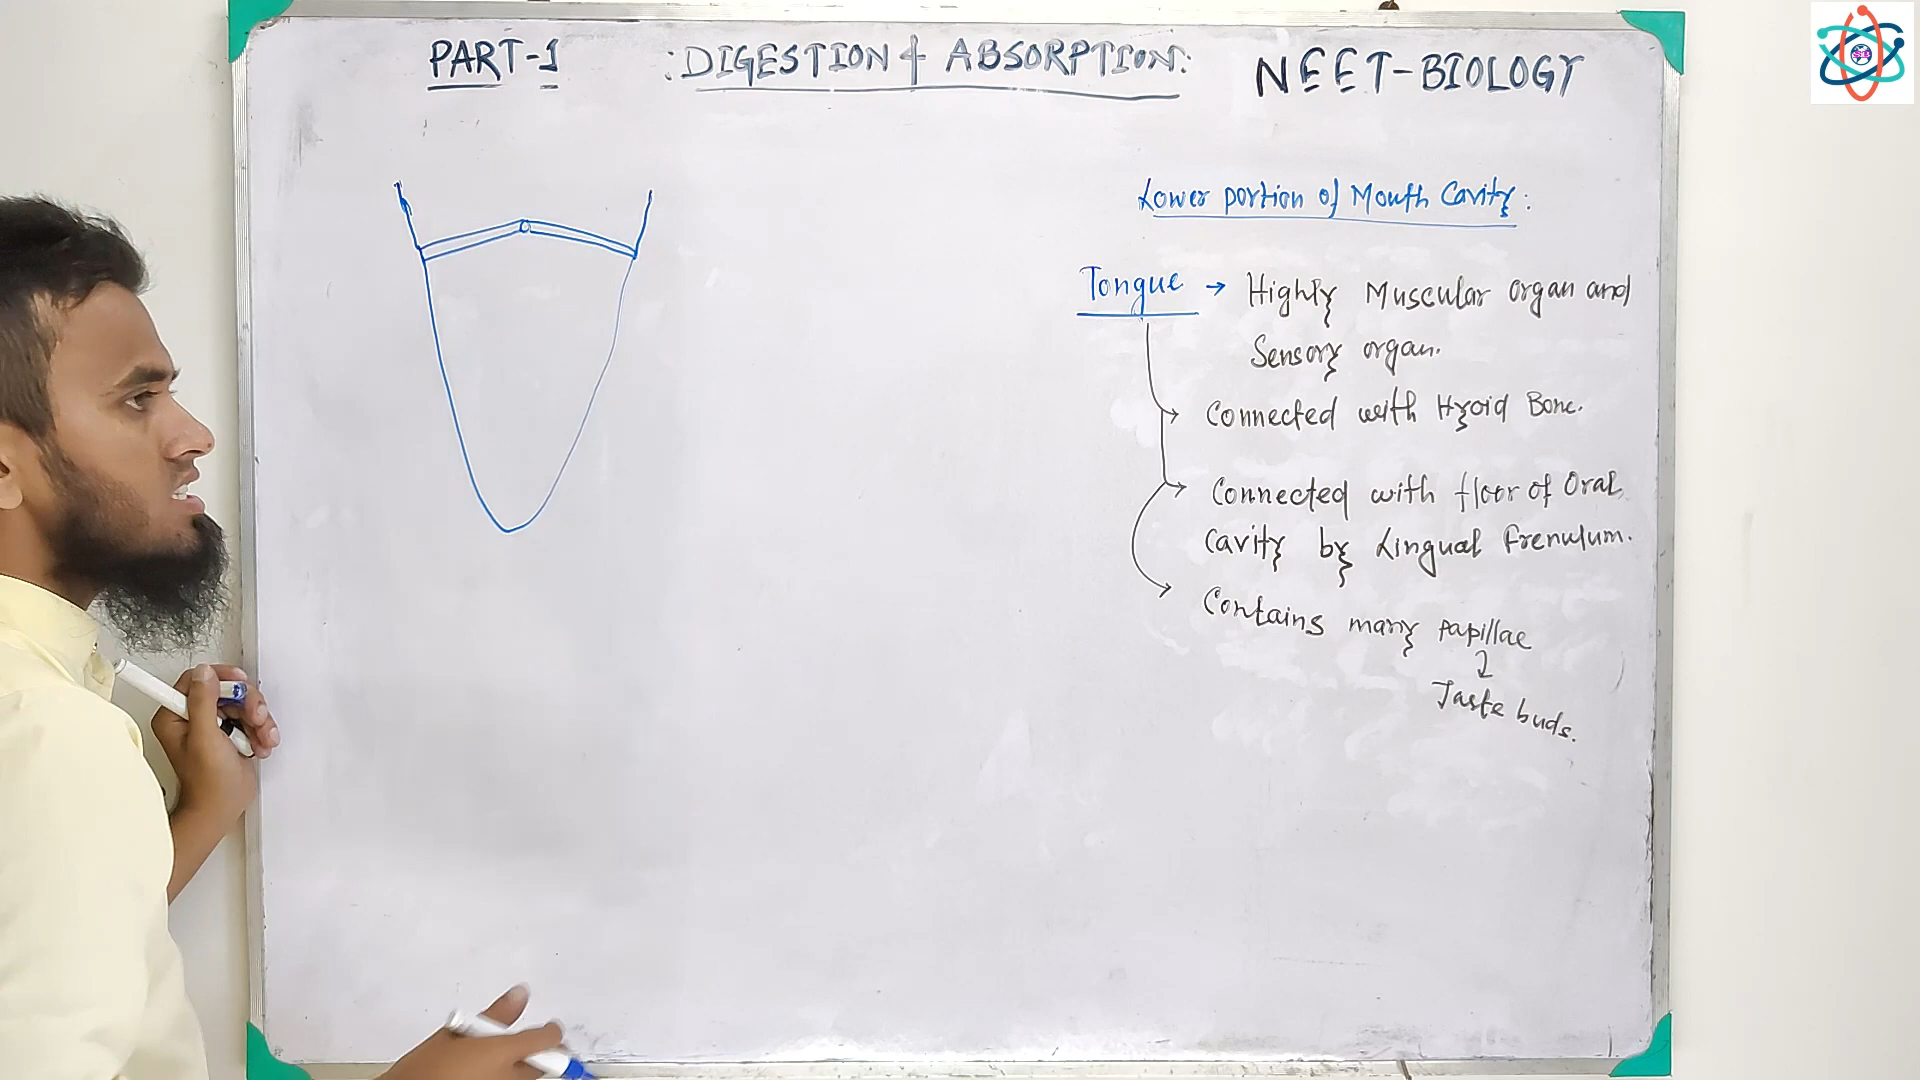 PART-1 :DIGESTION & ABSORPTION: NEET-BIOLOGY
Lower portion of Mouth Cavity:
Tongue → Highly Muscular organ and
Sensory organ.
→ Connected with Hyoid Bone.
→ Connected with floor of Oral
Cavity by Lingual Frenulum.
→ Contains many papillae
↓
Taste buds.